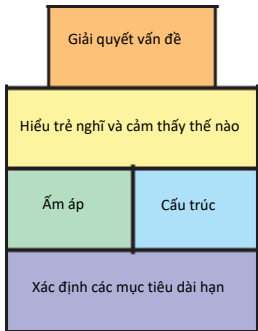 Giải quyết vấn đề
Hiểu trẻ nghĩ và cảm thấy thế nào
Ấm áp
Cấu trúc
Xác định các mục tiêu dài hạn